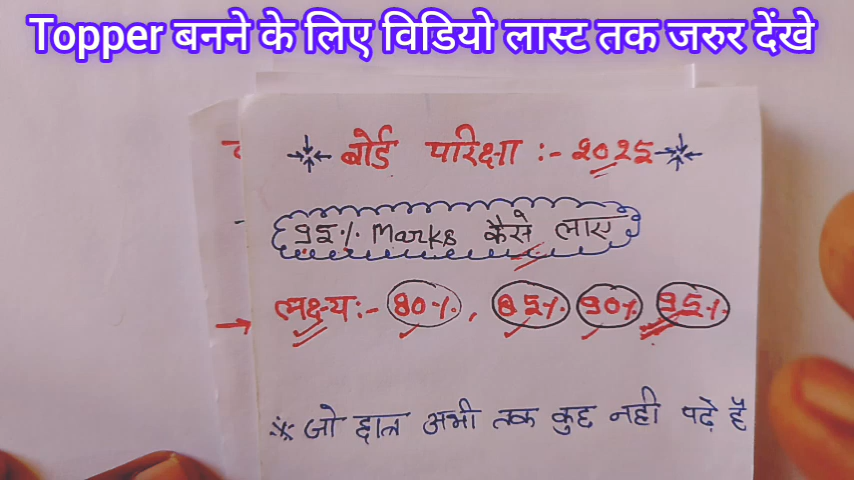 Topper बनने के लिए विडियो लास्ट तक जरुर देंखे
बोर्ड परिक्षा :- 2025
95% Marks कैसे लाए
लक्ष्य :- 80%, 85% 90% 95%
जो छात्र अभी तक कुछ नही पढ़े है